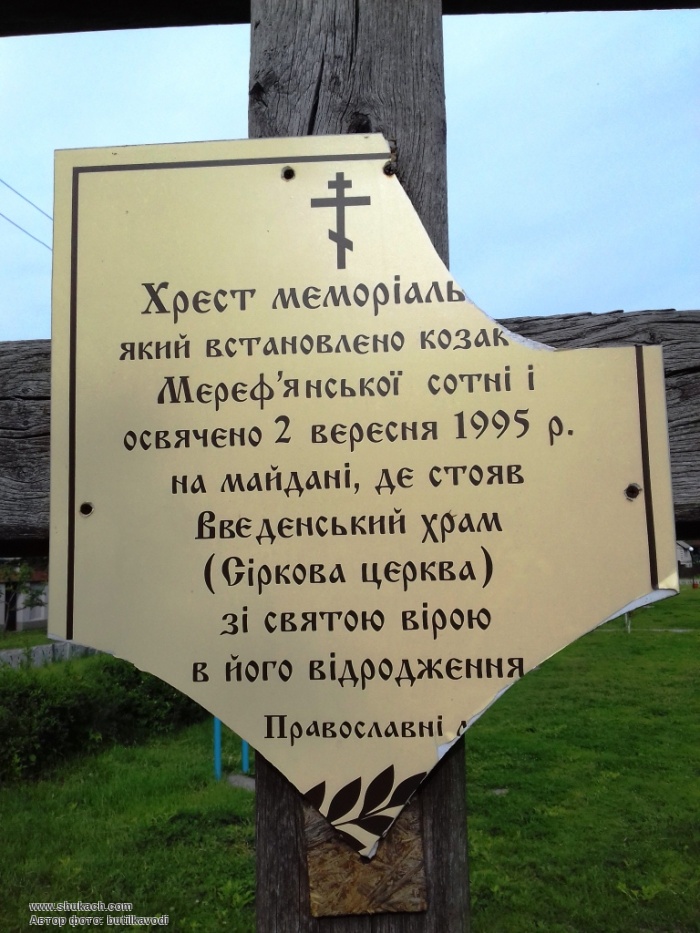 Хрест меморіаль
який встановлено козак
Мереф'янської сотні і
освячено 2 вересня 1995 р.
на майдані, де стояв
Введенський храм
(Сіркова церква)
зі святою вірою
в його відродження
Православні
www.shukach.com
Автор фото: butilkavodi